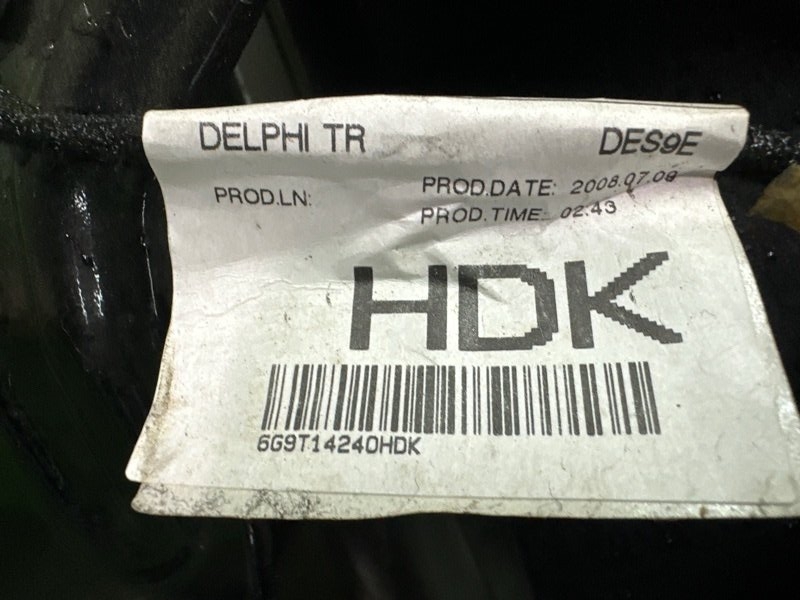 DELPHI TR DES9E
PROD.LN: PROD.DATE: 2008.07.09
PROD.TIME: 02.43
HDK
6G9T14240HDK